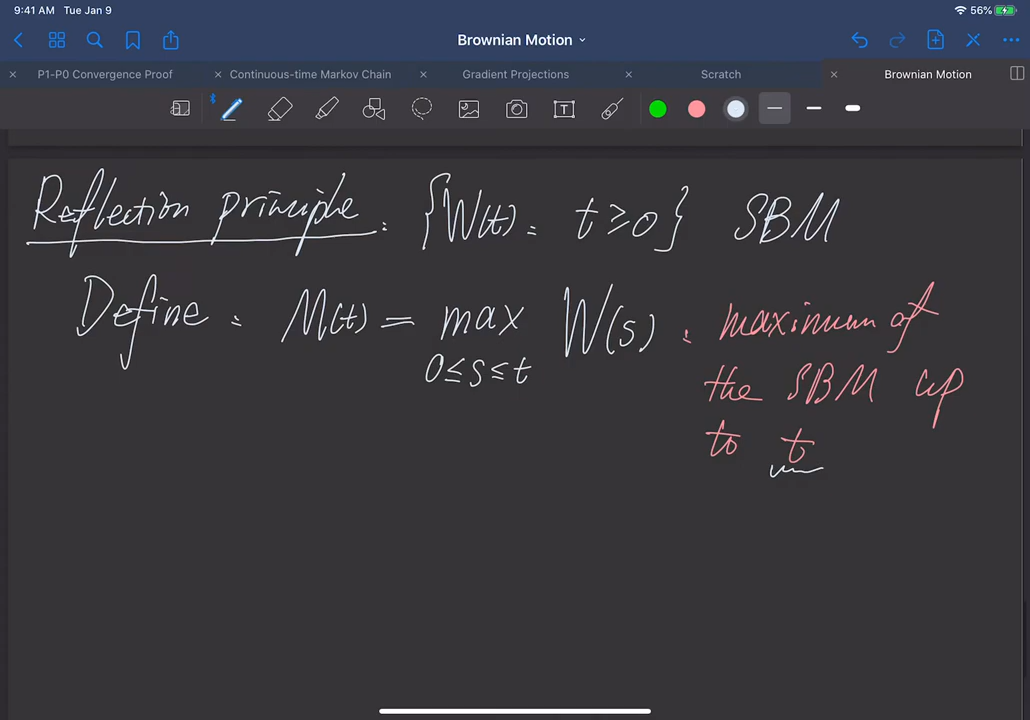 9:41 AM Tue Jan 9 56%
Brownian Motion
P1-P0 Convergence Proof Continuous-time Markov Chain Gradient Projections Scratch Brownian Motion
Reflection principle : {W(t) : t ≥ 0} SBM
Define : M(t) = max W(s) : maximum of
0 ≤ s ≤ t
the SBM up
to t